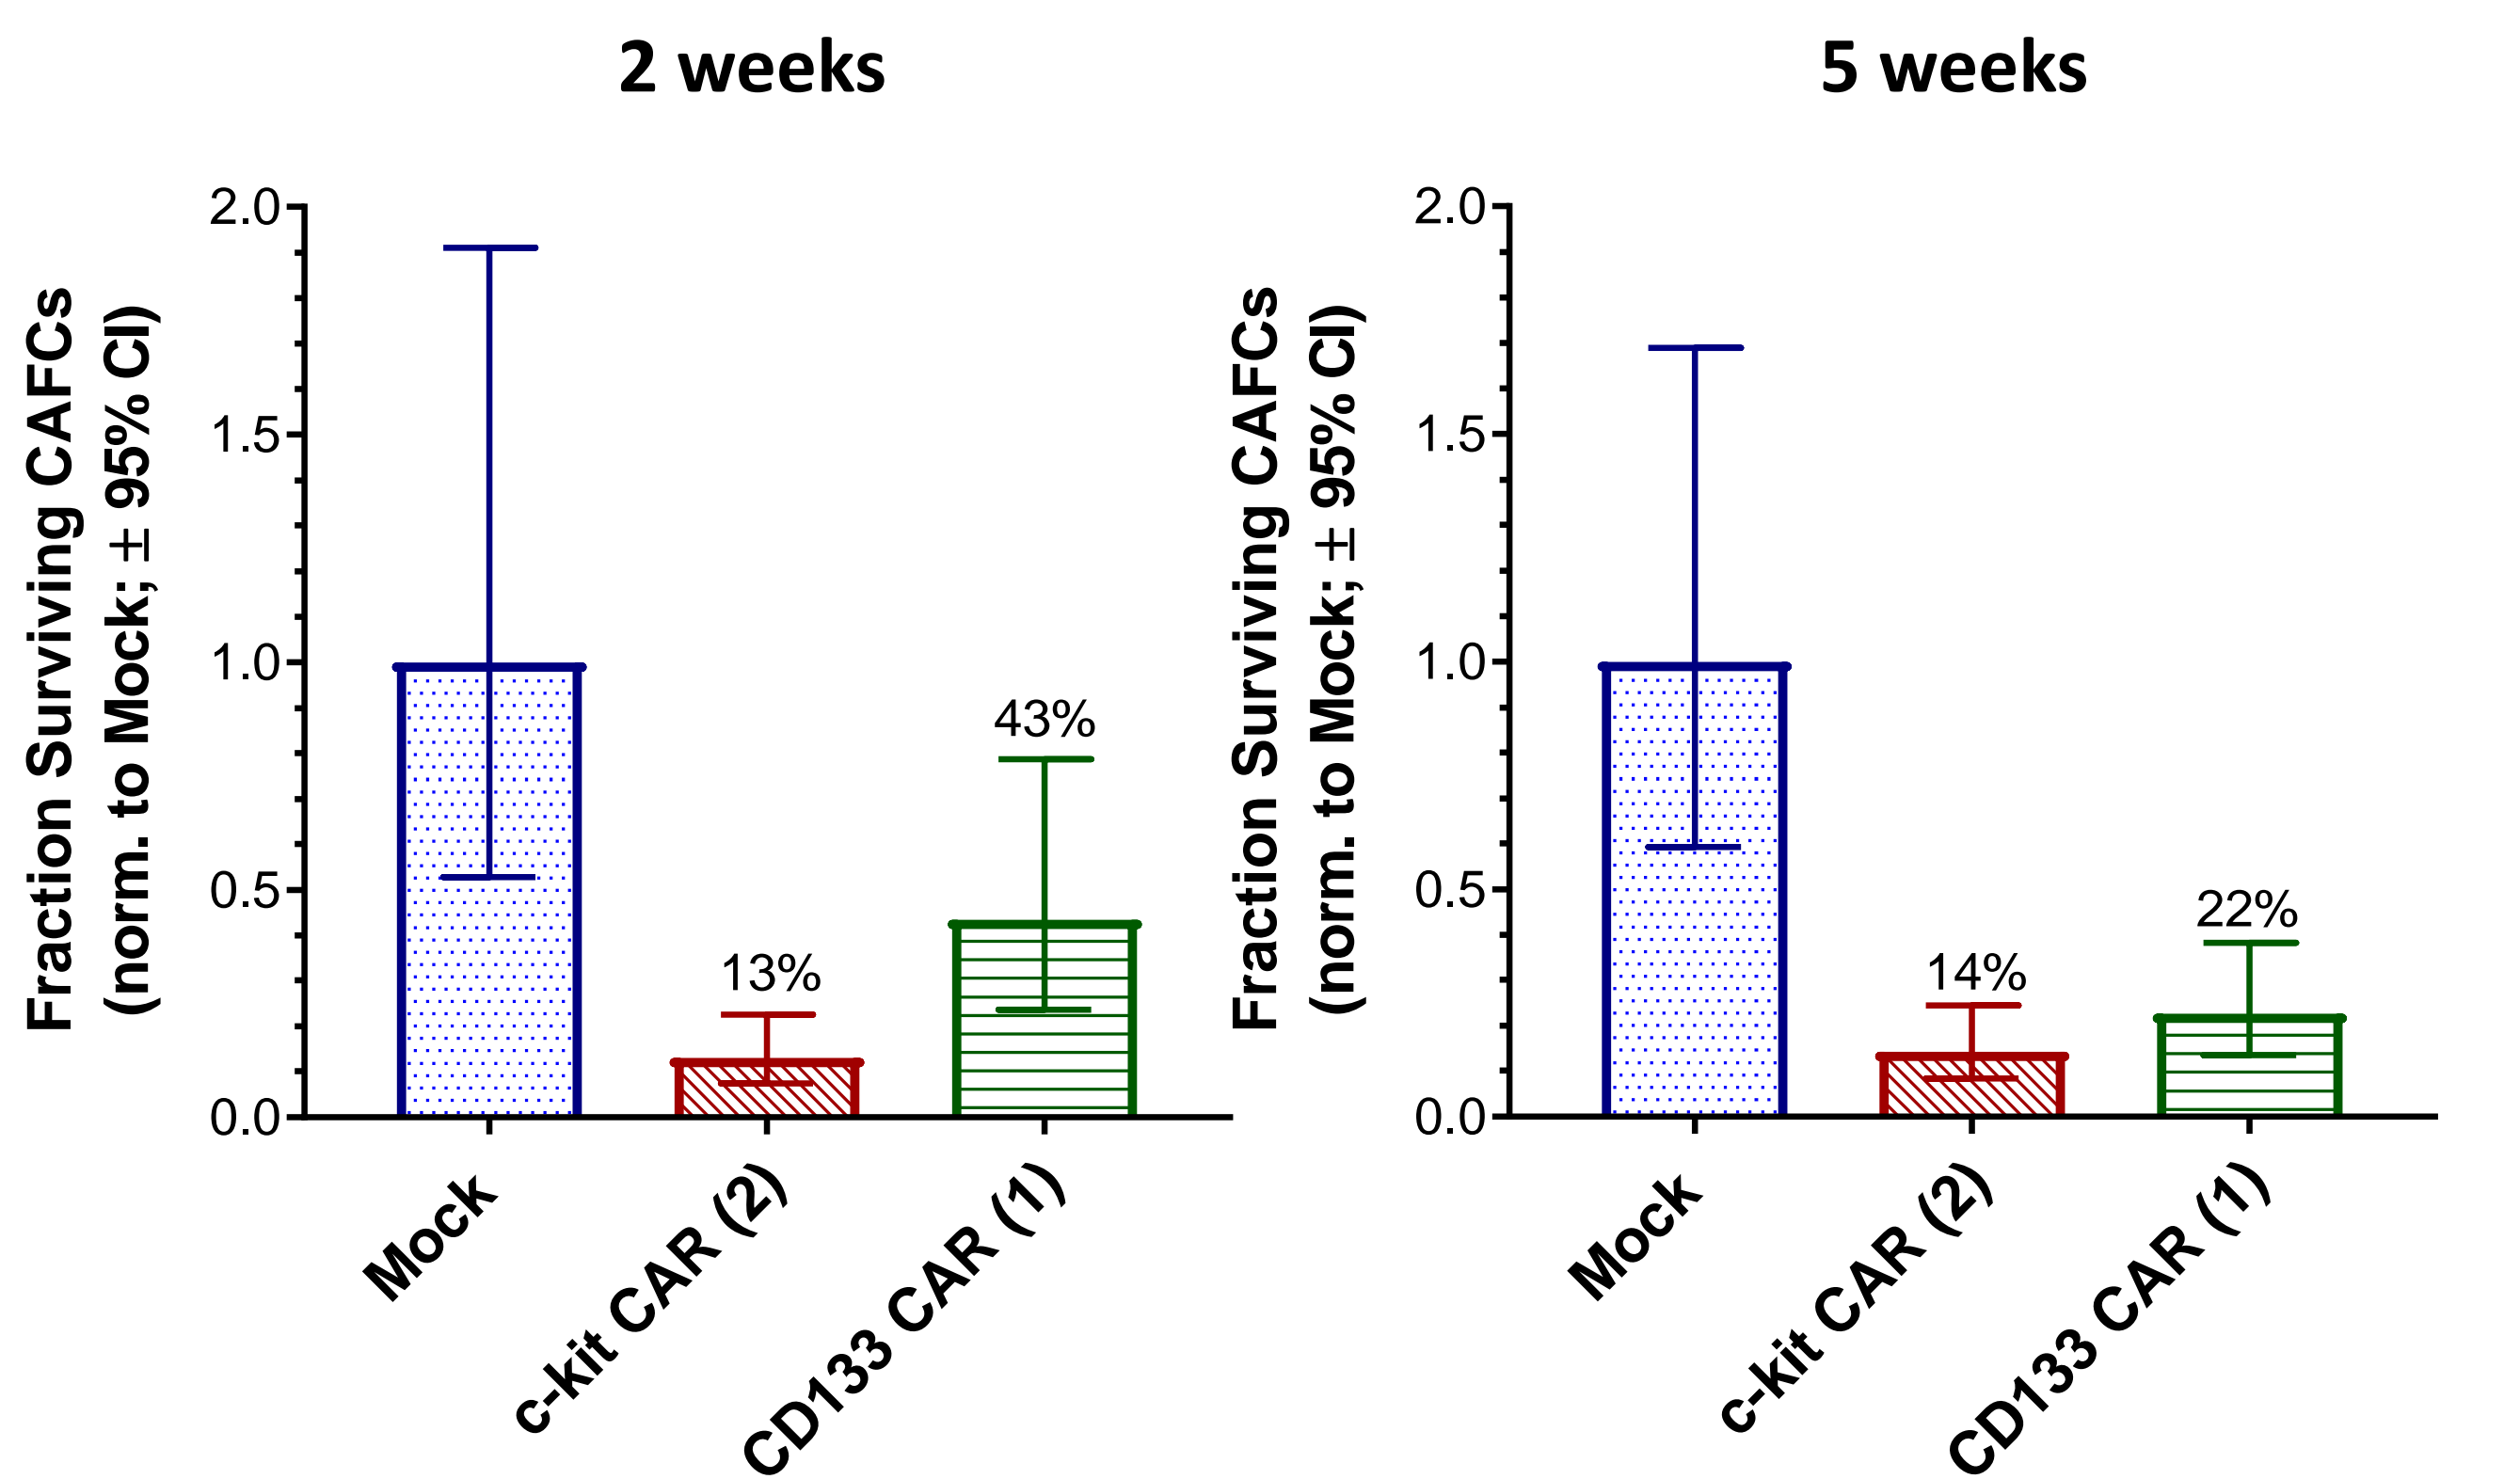 2 weeks
Fraction Surviving CAFCs
(norm. to Mock; ± 95% CI)
2.0
1.5
1.0
0.5
0.0
13%
43%
Mock
c-kit CAR (2)
CD133 CAR (1)
5 weeks
Fraction Surviving CAFCs
(norm. to Mock; ± 95% CI)
2.0
1.5
1.0
0.5
0.0
14%
22%
Mock
c-kit CAR (2)
CD133 CAR (1)